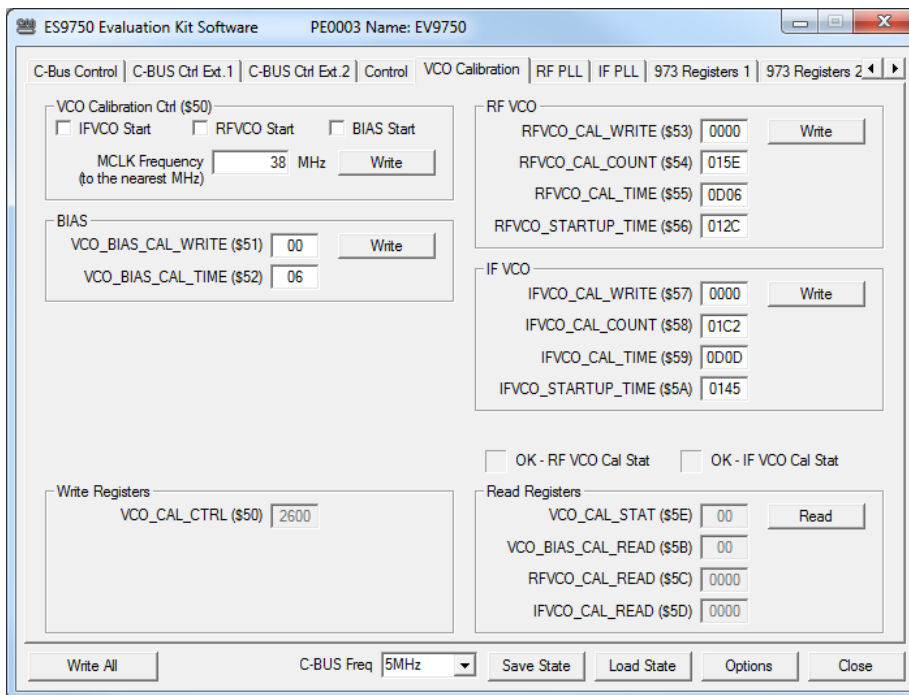 ES9750 Evaluation Kit Software PE0003 Name: EV9750
C-Bus Control C-BUS Ctrl Ext.1 C-BUS Ctrl Ext.2 Control VCO Calibration RF PLL IF PLL 973 Registers 1 973 Registers 2
VCO Calibration Ctrl ($50)
IFVCO Start RFVCO Start BIAS Start
MCLK Frequency
(to the nearest MHz) 38 MHz Write
BIAS
VCO_BIAS_CAL_WRITE ($51) 00 Write
VCO_BIAS_CAL_TIME ($52) 06
RF VCO
RFVCO_CAL_WRITE ($53) 0000 Write
RFVCO_CAL_COUNT ($54) 015E
RFVCO_CAL_TIME ($55) 0D06
RFVCO_STARTUP_TIME ($56) 012C
IF VCO
IFVCO_CAL_WRITE ($57) 0000 Write
IFVCO_CAL_COUNT ($58) 01C2
IFVCO_CAL_TIME ($59) 0D0D
IFVCO_STARTUP_TIME ($5A) 0145
OK - RF VCO Cal Stat OK - IF VCO Cal Stat
Write Registers
VCO_CAL_CTRL ($50) 2600
Read Registers
VCO_CAL_STAT ($5E) 00 Read
VCO_BIAS_CAL_READ ($5B) 00
RFVCO_CAL_READ ($5C) 0000
IFVCO_CAL_READ ($5D) 0000
Write All C-BUS Freq 5MHz Save State Load State Options Close